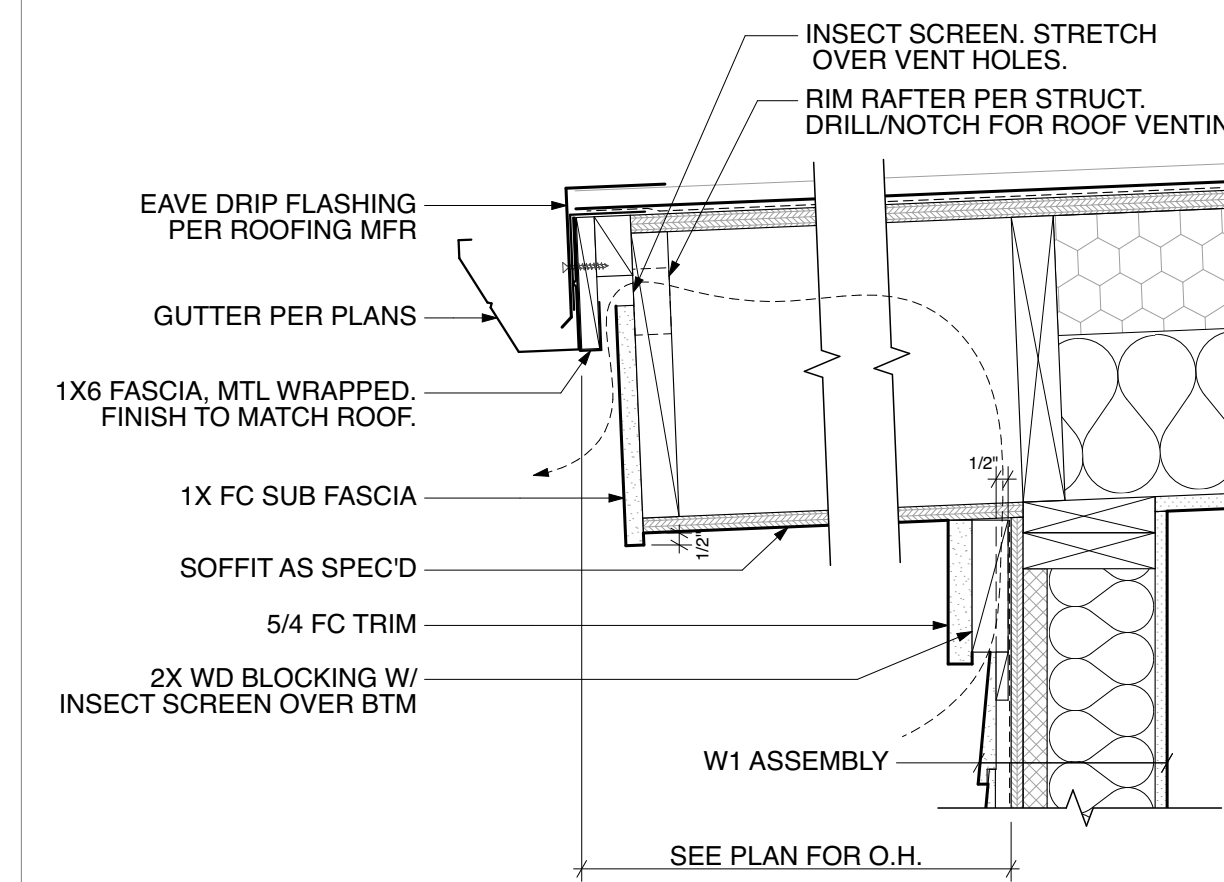 INSECT SCREEN. STRETCH
OVER VENT HOLES.
RIM RAFTER PER STRUCT.
DRILL/NOTCH FOR ROOF VENTIN
EAVE DRIP FLASHING
PER ROOFING MFR
GUTTER PER PLANS
1X6 FASCIA, MTL WRAPPED.
FINISH TO MATCH ROOF.
1/2"
1X FC SUB FASCIA
1/2"
SOFFIT AS SPEC'D
5/4 FC TRIM
2X WD BLOCKING W/
INSECT SCREEN OVER BTM
W1 ASSEMBLY
SEE PLAN FOR O.H.